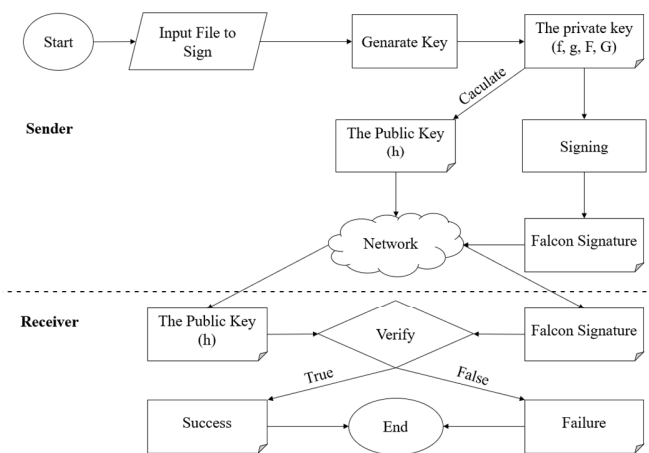 Start
Input File to
Sign
Genarate Key
The private key
(f, g, F, G)
Caculate
Sender
The Public Key
(h)
Signing
Network
Falcon Signature
Receiver
The Public Key
(h)
Verify
Falcon Signature
True
False
Success
End
Failure